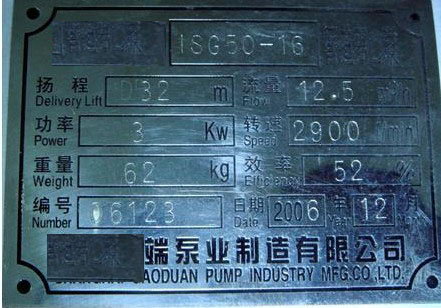 ISG50-16
扬程 Delivery Lift 32 m 流量 Flow 12.5 m³/h
功率 Power 3 Kw 转速 Speed 2900 r/min
重量 Weight 62 kg 效率 Efficiency 52 %
编号 Number 06123 日期 Date 2006 年 Year 12 月
端泵业制造有限公司
PUMP INDUSTRY MFG.CO.,LTD.